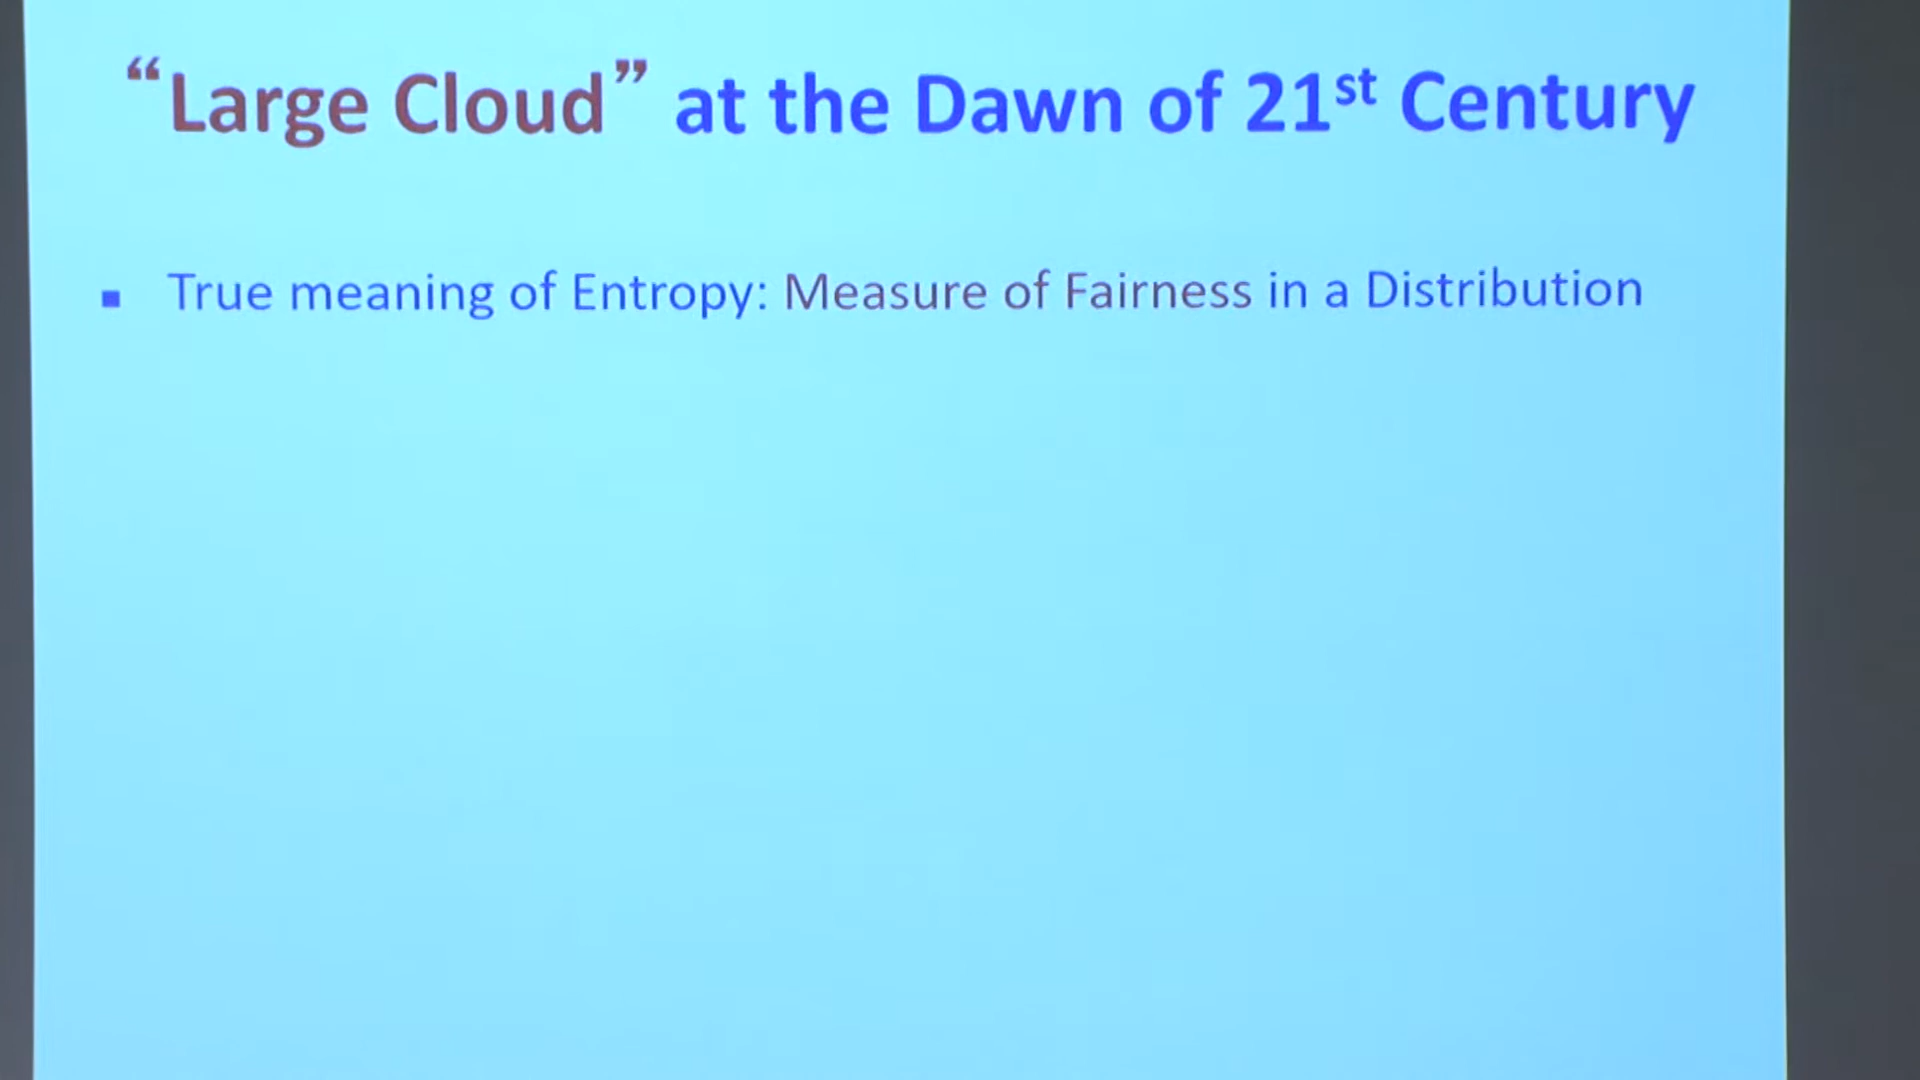 “Large Cloud” at the Dawn of 21st Century
▪ True meaning of Entropy: Measure of Fairness in a Distribution